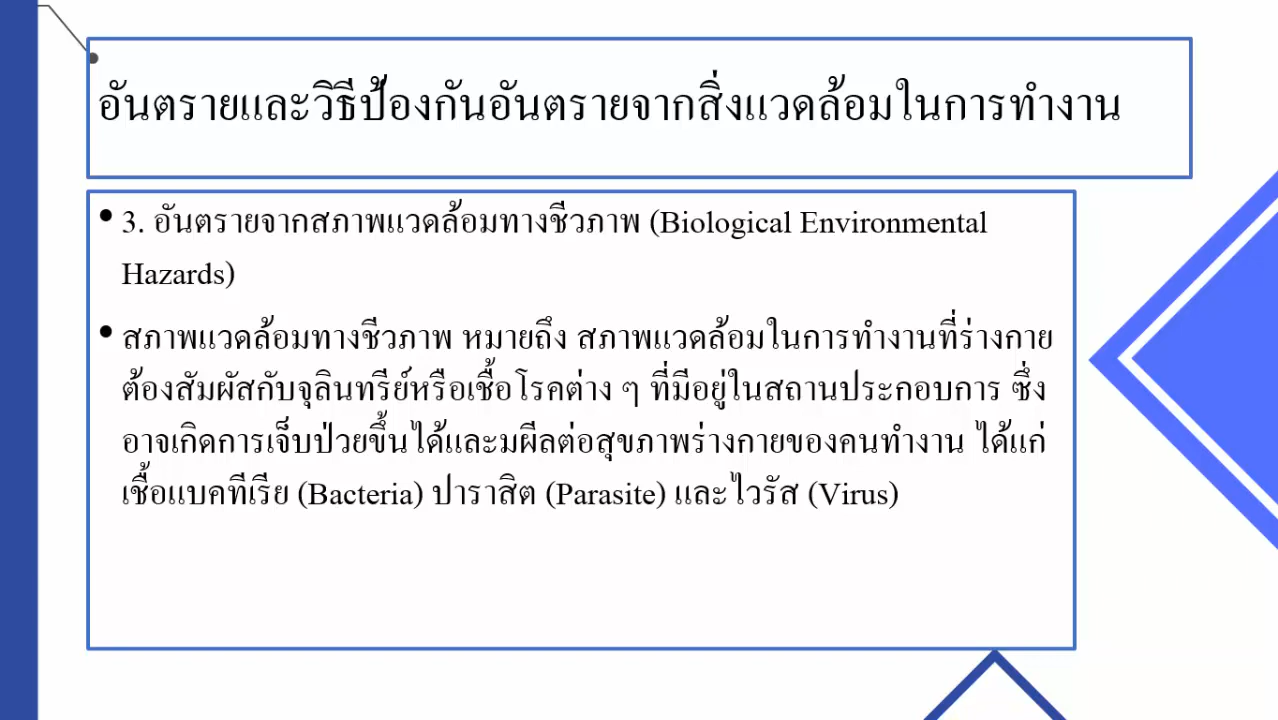 อันตรายและวิธีป้องกันอันตรายจากสิ่งแวดล้อมในการทำงาน
• 3. อันตรายจากสภาพแวดล้อมทางชีวภาพ (Biological Environmental
Hazards)
• สภาพแวดล้อมทางชีวภาพ หมายถึง สภาพแวดล้อมในการทำงานที่ร่างกาย
ต้องสัมผัสกับจุลินทรีย์หรือเชื้อโรคต่าง ๆ ที่มีอยู่ในสถานประกอบการ ซึ่ง
อาจเกิดการเจ็บป่วยขึ้นได้และมผีลต่อสุขภาพร่างกายของคนทำงาน ได้แก่
เชื้อแบคทีเรีย (Bacteria) ปาราสิต (Parasite) และไวรัส (Virus)